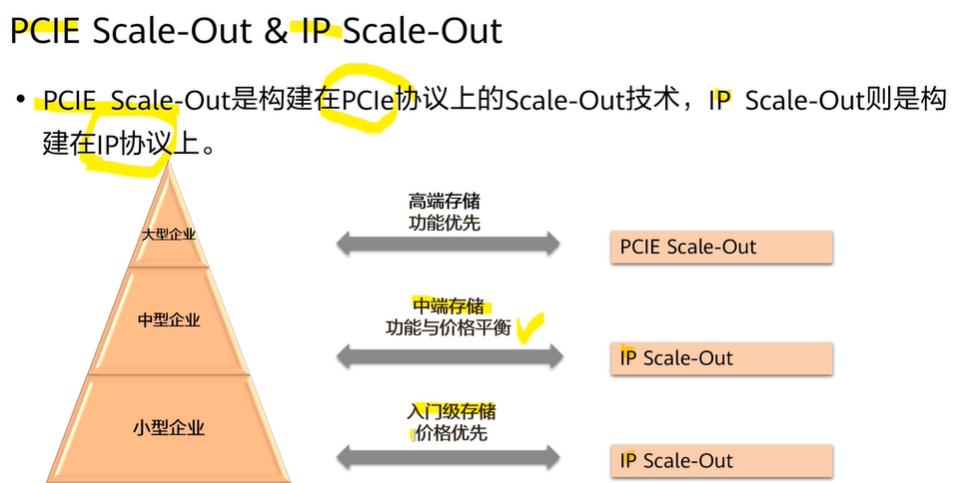 PCIE Scale-Out & IP Scale-Out
• PCIE Scale-Out是构建在PCIe协议上的Scale-Out技术，IP Scale-Out则是构
建在IP协议上。
大型企业
高端存储
功能优先
PCIE Scale-Out
中型企业
中端存储
功能与价格平衡
IP Scale-Out
小型企业
入门级存储
价格优先
IP Scale-Out